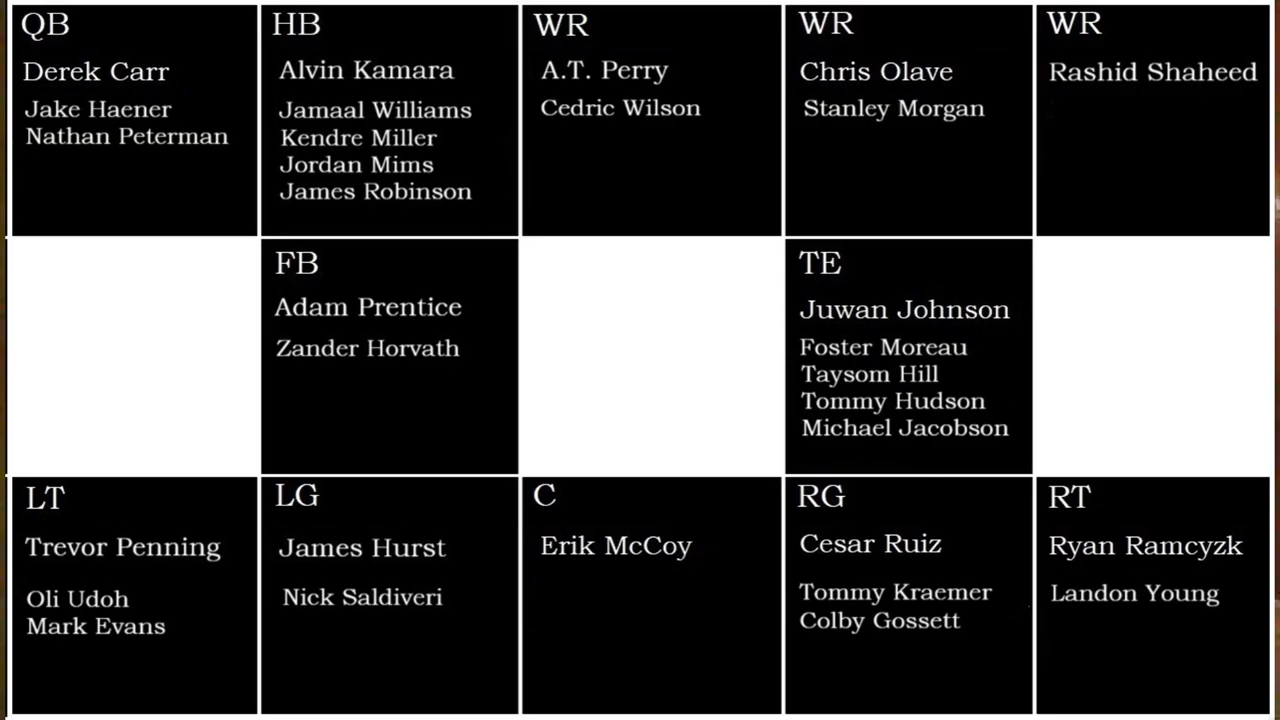 QB
Derek Carr
Jake Haener
Nathan Peterman
HB
Alvin Kamara
Jamaal Williams
Kendre Miller
Jordan Mims
James Robinson
WR
A.T. Perry
Cedric Wilson
WR
Chris Olave
Stanley Morgan
WR
Rashid Shaheed
FB
Adam Prentice
Zander Horvath
TE
Juwan Johnson
Foster Moreau
Taysom Hill
Tommy Hudson
Michael Jacobson
LT
Trevor Penning
Oli Udoh
Mark Evans
LG
James Hurst
Nick Saldiveri
C
Erik McCoy
RG
Cesar Ruiz
Tommy Kraemer
Colby Gossett
RT
Ryan Ramcyzk
Landon Young